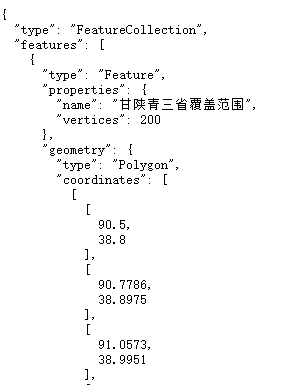 {
"type": "FeatureCollection",
"features": [
{
"type": "Feature",
"properties": {
"name": "甘陕青三省覆盖范围",
"vertices": 200
},
"geometry": {
"type": "Polygon",
"coordinates": [
[
[
90.5,
38.8
],
[
90.7786,
38.8975
],
[
91.0573,
38.9951
],